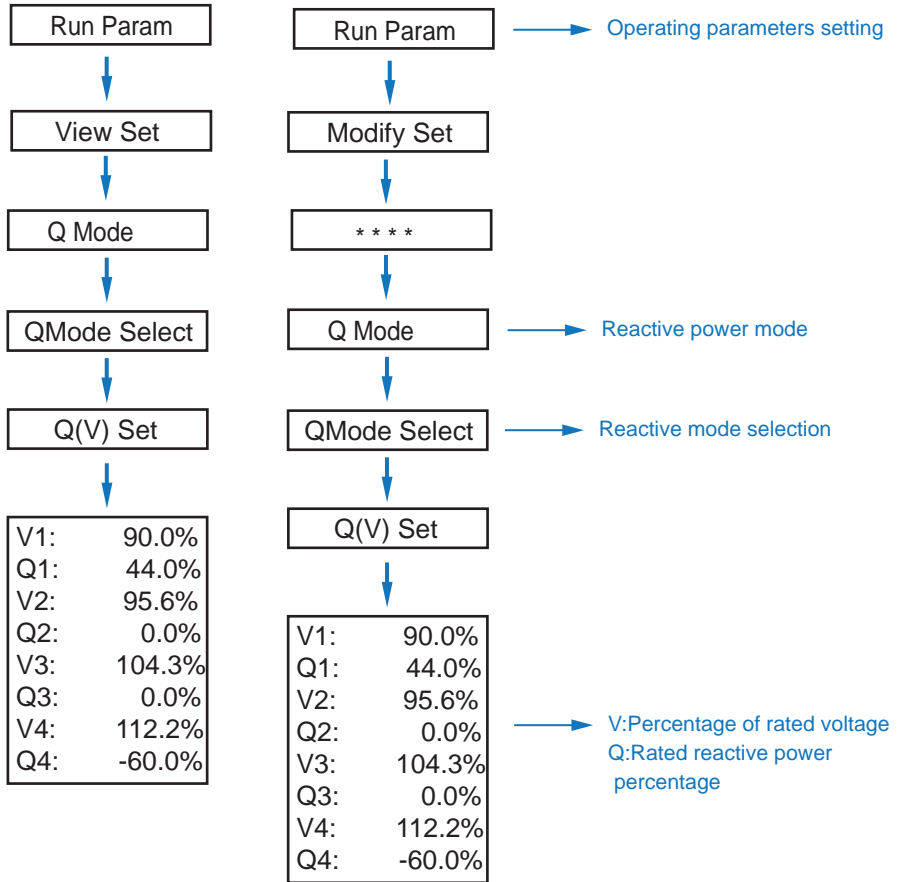 Run Param
View Set
Q Mode
QMode Select
Q(V) Set
V1: 90.0%
Q1: 44.0%
V2: 95.6%
Q2: 0.0%
V3: 104.3%
Q3: 0.0%
V4: 112.2%
Q4: -60.0%
Run Param
Operating parameters setting
Modify Set
* * * *
Q Mode
Reactive power mode
QMode Select
Reactive mode selection
Q(V) Set
V1: 90.0%
Q1: 44.0%
V2: 95.6%
Q2: 0.0%
V3: 104.3%
Q3: 0.0%
V4: 112.2%
Q4: -60.0%
V:Percentage of rated voltage
Q:Rated reactive power
percentage